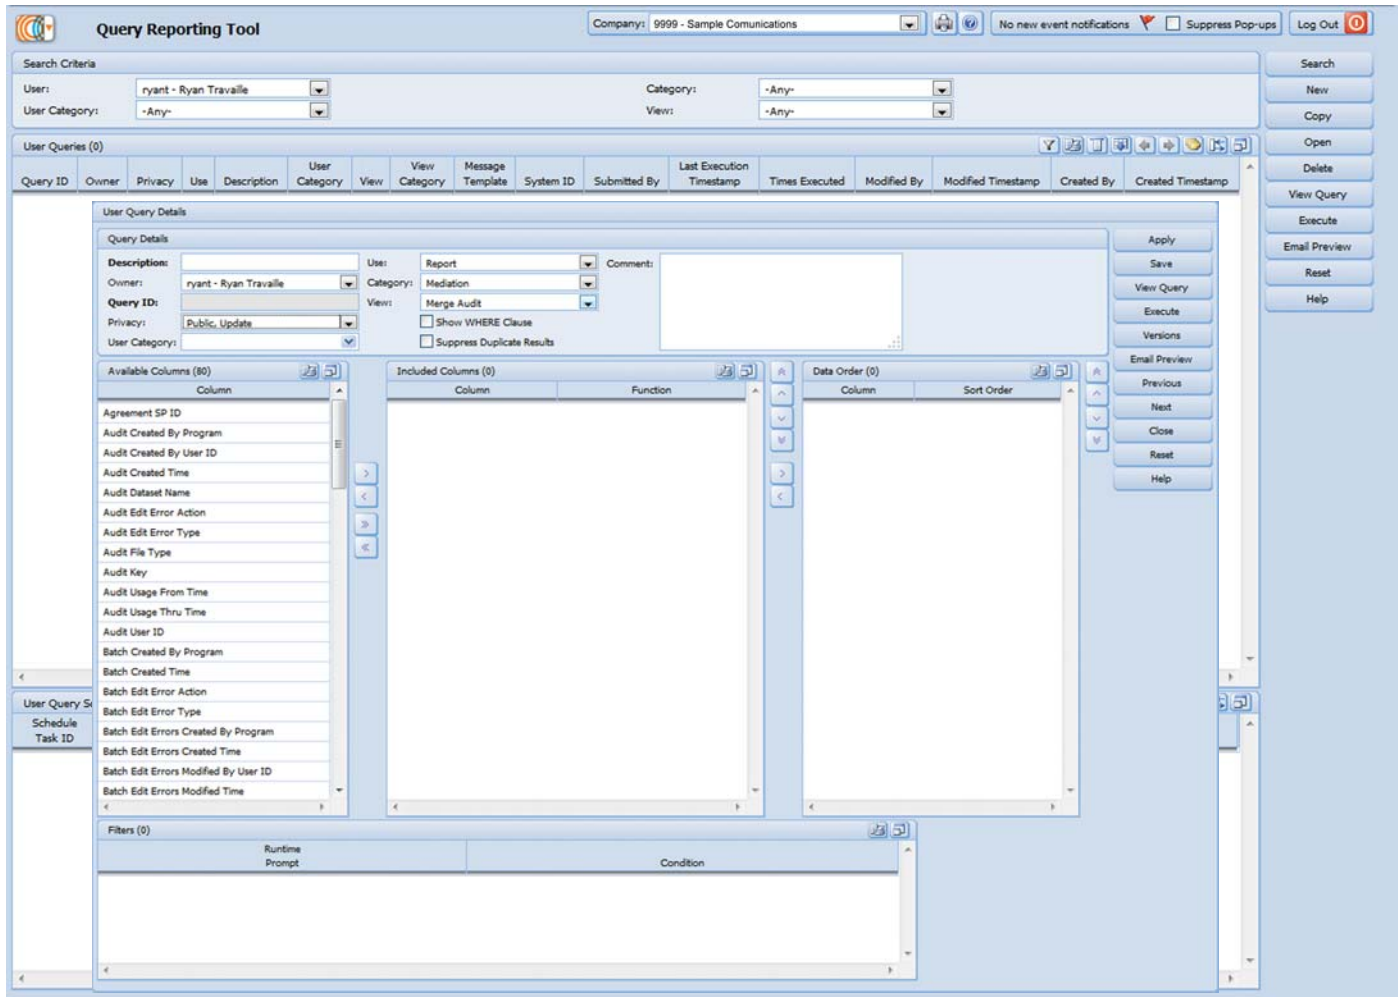 Query Reporting Tool
Company: 9999 - Sample Comunications
No new event notifications
Suppress Pop-ups
Log Out
Search Criteria
User: ryant - Ryan Travaille
Category: -Any-
User Category: -Any-
View: -Any-
Search
New
Copy
Open
Delete
View Query
Execute
Email Preview
Reset
Help
User Queries (0)
Query ID Owner Privacy Use Description User Category View View Category Message Template System ID Submitted By Last Execution Timestamp Times Executed Modified By Modified Timestamp Created By Created Timestamp
User Query Details
Query Details
Description: Use: Report Comment:
Owner: ryant - Ryan Travaille Category: Mediation
Query ID: View: Merge Audit
Privacy: Public, Update Show WHERE Clause
User Category: Suppress Duplicate Results
Apply
Save
View Query
Execute
Versions
Email Preview
Previous
Next
Close
Reset
Help
Available Columns (80)
Column
Agreement SP ID
Audit Created By Program
Audit Created By User ID
Audit Created Time
Audit Dataset Name
Audit Edit Error Action
Audit Edit Error Type
Audit File Type
Audit Key
Audit Usage From Time
Audit Usage Thru Time
Audit User ID
Batch Created By Program
Batch Created Time
Batch Edit Error Action
Batch Edit Error Type
Batch Edit Errors Created By Program
Batch Edit Errors Created Time
Batch Edit Errors Modified By User ID
Batch Edit Errors Modified Time
Included Columns (0)
Column Function
Data Order (0)
Column Sort Order
Filters (0)
Runtime
Prompt Condition
User Query S
Schedule
Task ID